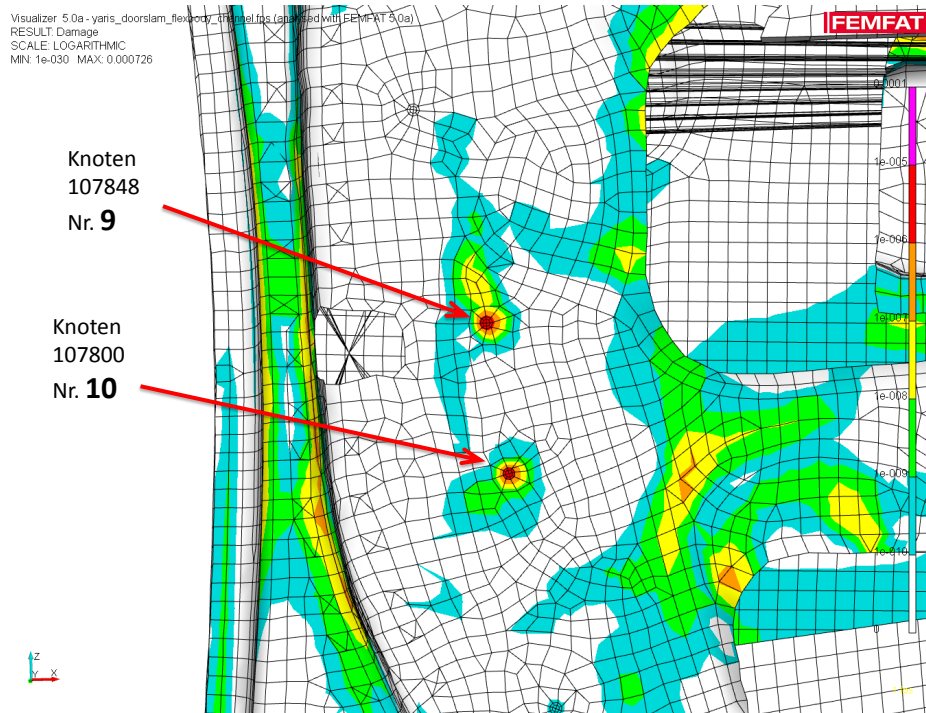 Visualizer 5.0a - yaris_doorslam_flexbody_channel.fps (analysed with FEMFAT 5.0a)
RESULT: Damage
SCALE: LOGARITHMIC
MIN: 1e-030 MAX: 0.000726
FEMFAT
0.0001
1e-005
1e-006
1e-007
1e-008
1e-009
1e-010
0
Knoten
107848
Nr. 9
Knoten
107800
Nr. 10
Z
Y X